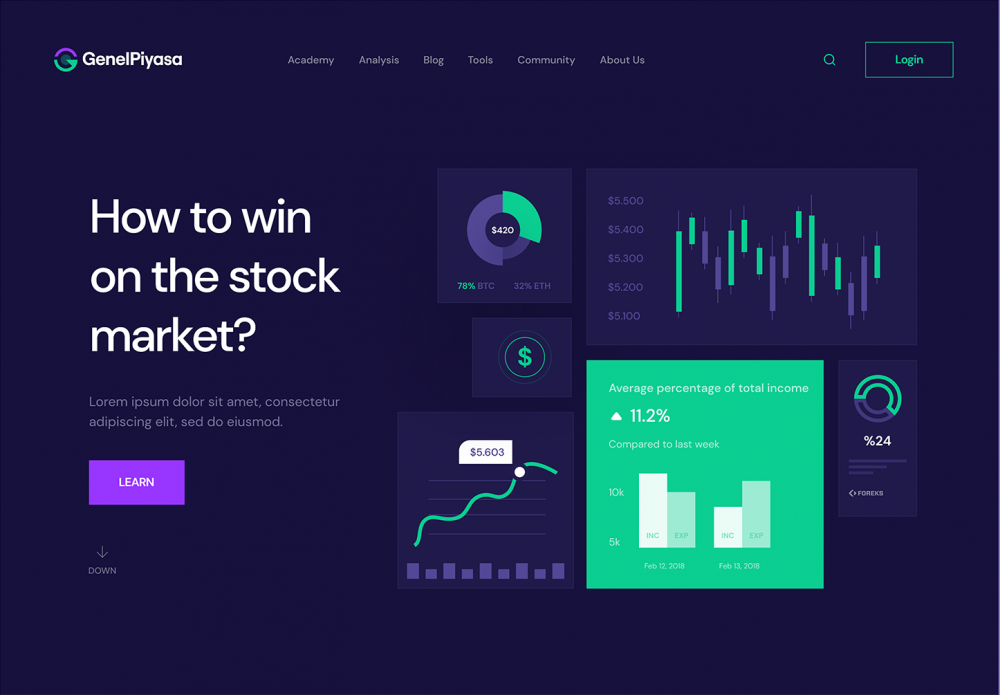 GenelPiyasa
Academy
Analysis
Blog
Tools
Community
About Us
Login
How to win
on the stock
market?
Lorem ipsum dolor sit amet, consectetur
adipiscing elit, sed do eiusmod.
LEARN
DOWN
$420
78% BTC
32% ETH
$5.500
$5.400
$5.300
$5.200
$5.100
$
$5.603
Average percentage of total income
11.2%
Compared to last week
10k
5k
INC
EXP
INC
EXP
Feb 12, 2018
Feb 13, 2018
%24
FOREKS